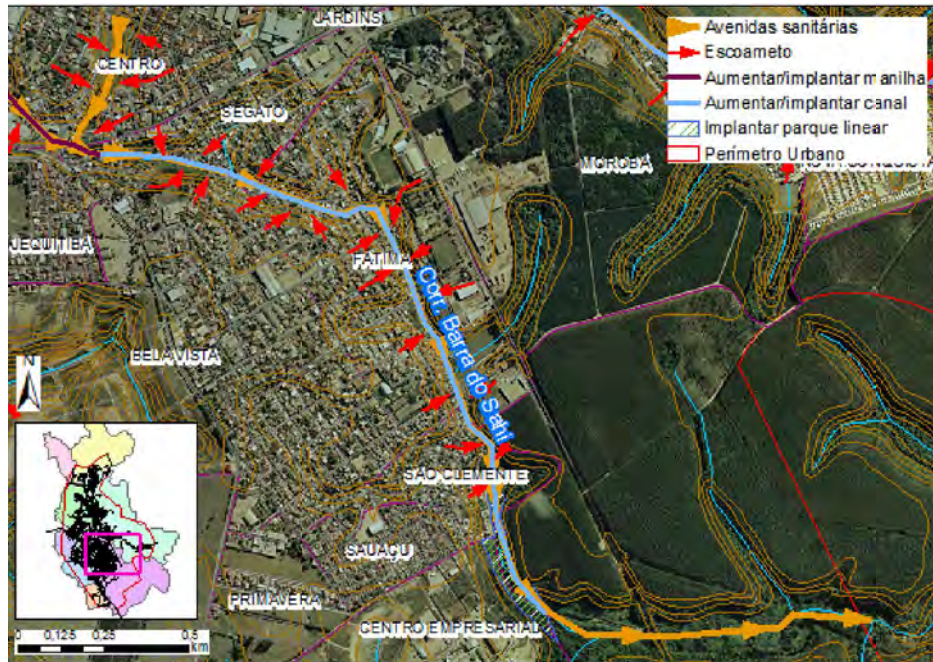 JARDINS
CENTRO
SEGATO
MOROBÁ
JEQUITIBÁ
FÁTIMA
Corr. Barra do Sahí
BELA VISTA
SÃO CLEMENTE
SAUAÇU
PRIMAVERA
CENTRO EMPRESARIAL
Avenidas sanitárias
Escoameto
Aumentar/implantar manilha
Aumentar/implantar canal
Implantar parque linear
Perímetro Urbano
N
0 0,125 0,25 0,5
km